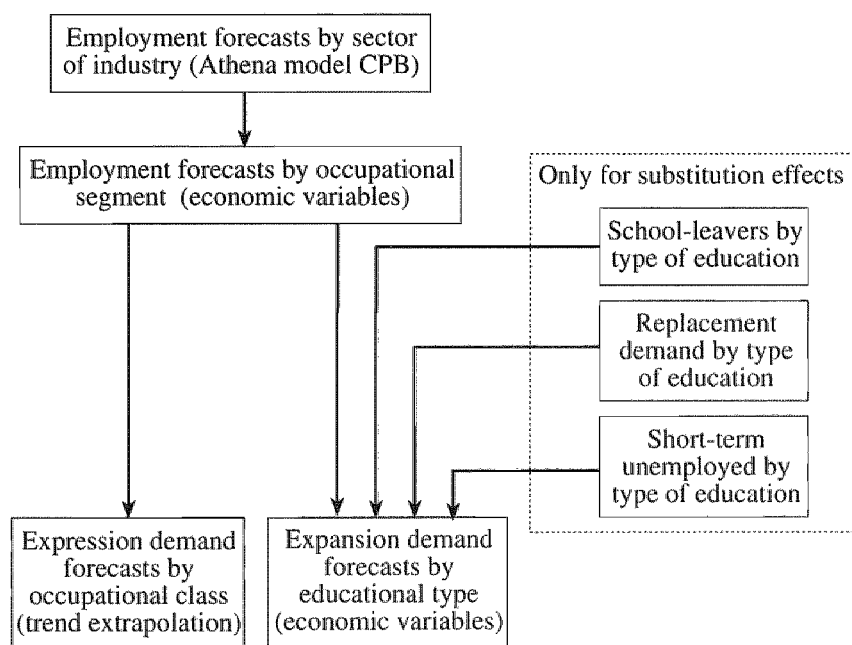 Employment forecasts by sector
of industry (Athena model CPB)
Employment forecasts by occupational
segment (economic variables)
Only for substitution effects
School-leavers by
type of education
Replacement
demand by type
of education
Short-term
unemployed by
type of education
Expression demand
forecasts by
occupational class
(trend extrapolation)
Expansion demand
forecasts by
educational type
(economic variables)